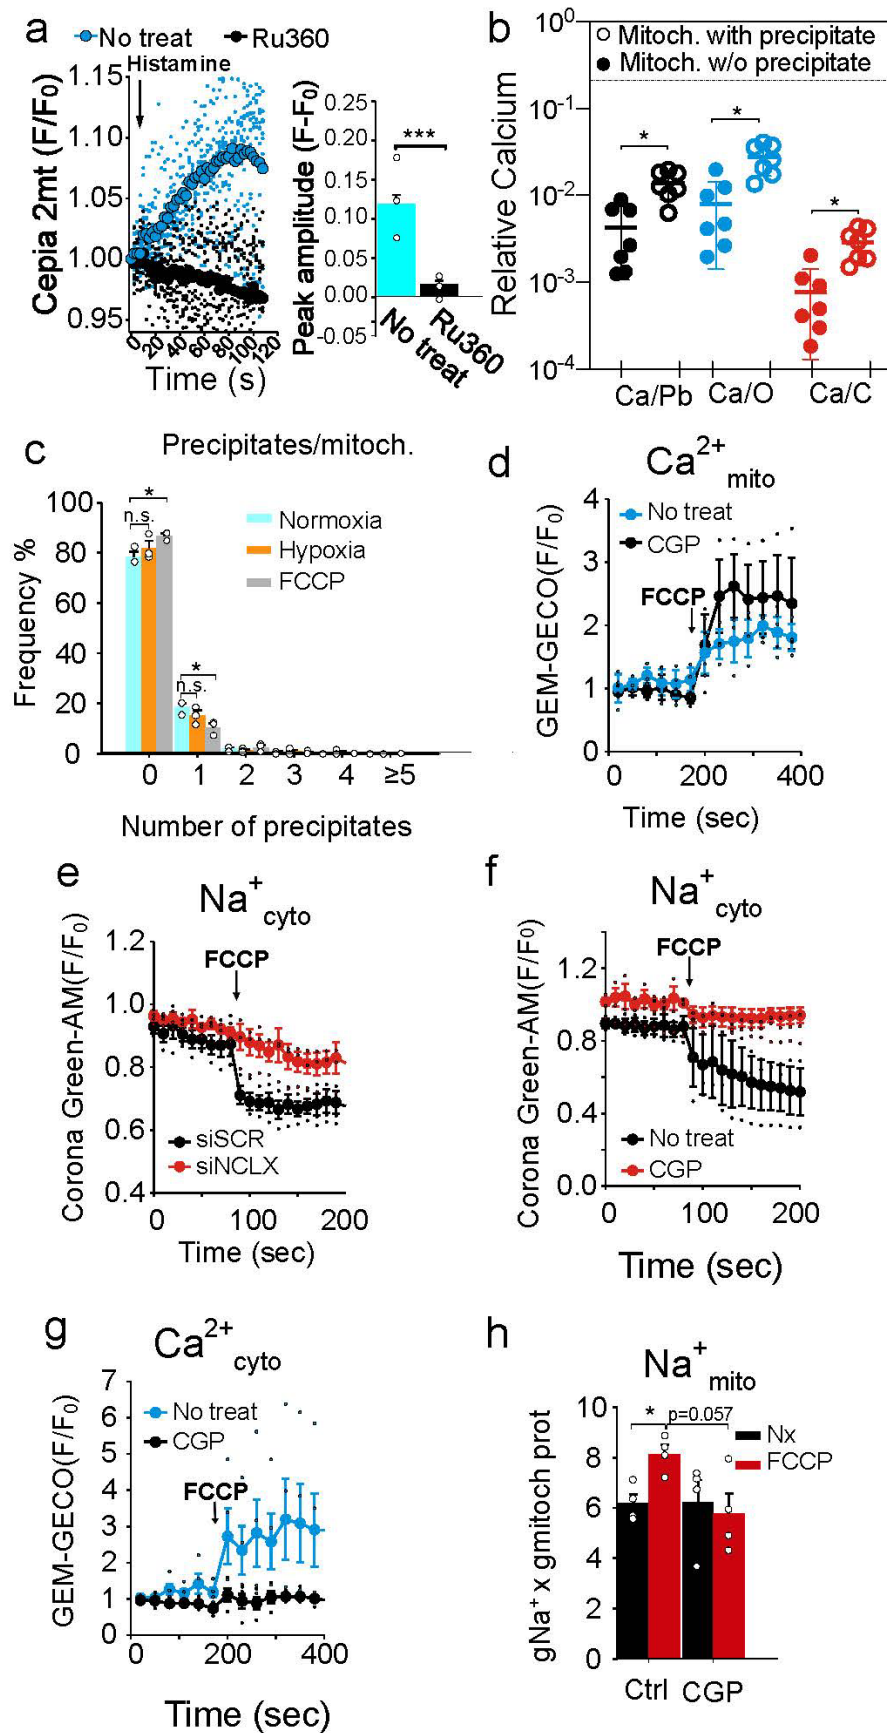 a
No treat
Ru360
Histamine
Cepia 2mt (F/F0)
1.15
1.10
1.05
1.00
0.95
0
20
40
60
80
100
120
Time (s)
Peak amplitude (F-F0)
0.25
0.20
0.15
0.10
0.05
0.00
-0.05
***
No treat
Ru360
b
Mitoch. with precipitate
Mitoch. w/o precipitate
Relative Calcium
10^0
10^-1
10^-2
10^-3
10^-4
*
*
*
Ca/Pb
Ca/O
Ca/C
c
Precipitates/mitoch.
Frequency %
100
80
60
40
20
0
*
n.s.
*
n.s.
Normoxia
Hypoxia
FCCP
0 1 2 3 4 ≥5
Number of precipitates
d
Ca2+ mito
GEM-GECO(F/F0)
No treat
CGP
FCCP
4
3
2
1
0
0 200 400
Time (sec)
e
Na+ cyto
Corona Green-AM(F/F0)
FCCP
1.2
1.0
0.8
0.6
0.4
siSCR
siNCLX
0 100 200
Time (sec)
f
Na+ cyto
Corona Green-AM(F/F0)
FCCP
1.2
0.8
0.4
0.0
No treat
CGP
0 100 200
Time (sec)
g
Ca2+ cyto
GEM-GECO(F/F0)
No treat
CGP
FCCP
7
6
5
4
3
2
1
0
0 200 400
Time (sec)
h
Na+ mito
gNa+ x gmitoch prot
10
8
6
4
2
0
*
p=0.057
Nx
FCCP
Ctrl
CGP